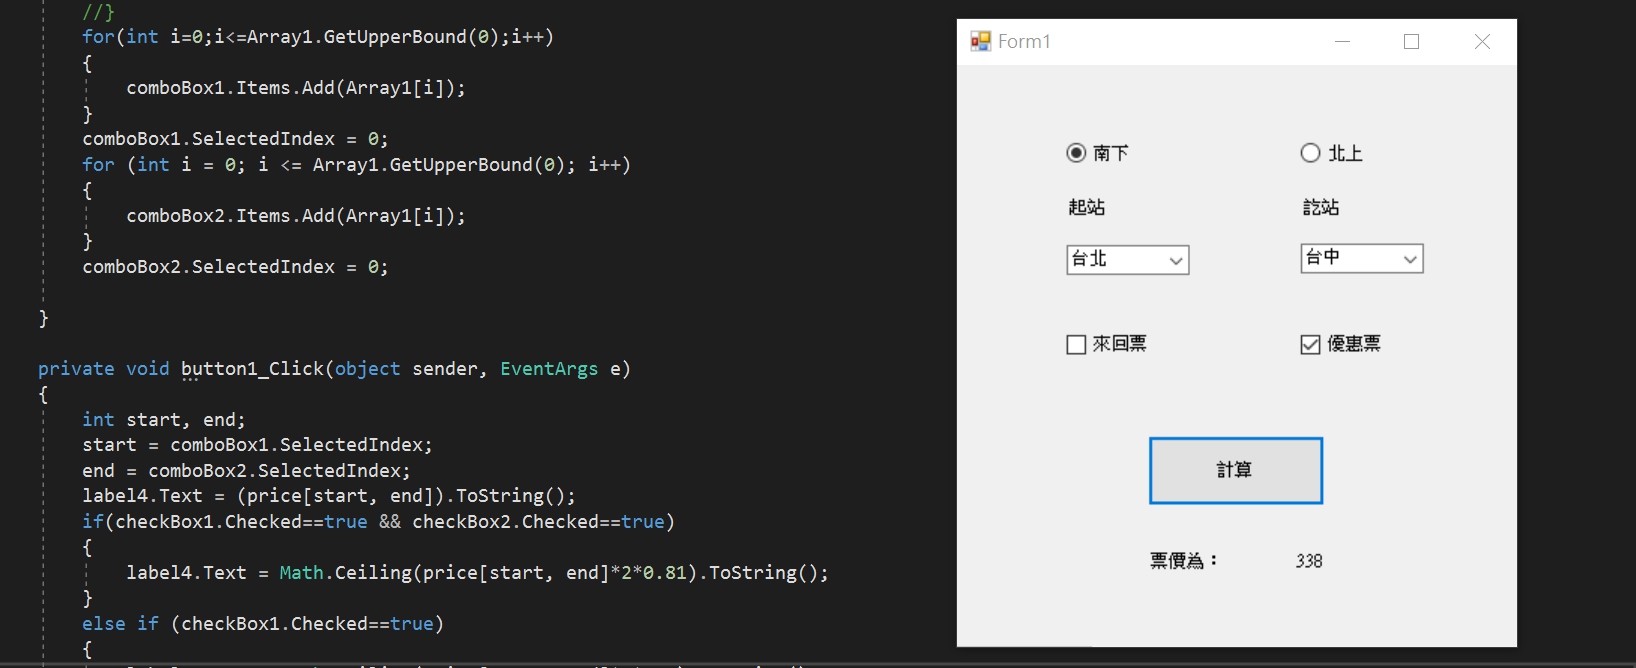 //}
for(int i=0;i<=Array1.GetUpperBound(0);i++)
{
comboBox1.Items.Add(Array1[i]);
}
comboBox1.SelectedIndex = 0;
for (int i = 0; i <= Array1.GetUpperBound(0); i++)
{
comboBox2.Items.Add(Array1[i]);
}
comboBox2.SelectedIndex = 0;
}
private void button1_Click(object sender, EventArgs e)
{
int start, end;
start = comboBox1.SelectedIndex;
end = comboBox2.SelectedIndex;
label4.Text = (price[start, end]).ToString();
if(checkBox1.Checked==true && checkBox2.Checked==true)
{
label4.Text = Math.Ceiling(price[start, end]*2*0.81).ToString();
}
else if (checkBox1.Checked==true)
{
Form1
南下 北上
起站 訖站
台北 台中
來回票 優惠票
計算
票價為： 338